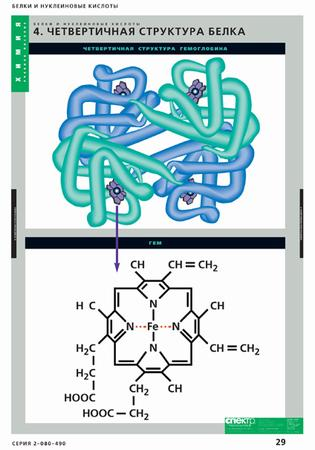 БЕЛКИ И НУКЛЕИНОВЫЕ КИСЛОТЫ
ХИМИЯ
БЕЛКИ И НУКЛЕИНОВЫЕ КИСЛОТЫ
4. ЧЕТВЕРТИЧНАЯ СТРУКТУРА БЕЛКА
ЧЕТВЕРТИЧНАЯ СТРУКТУРА ГЕМОГЛОБИНА
ГЕМ
CH CH=CH₂
H C N CH
N Fe N
H₂C N CH=CH₂
H₂C CH₂ CH
HOOC
HOOC—CH₂
спектр
СЕРИЯ 2-080-490 29